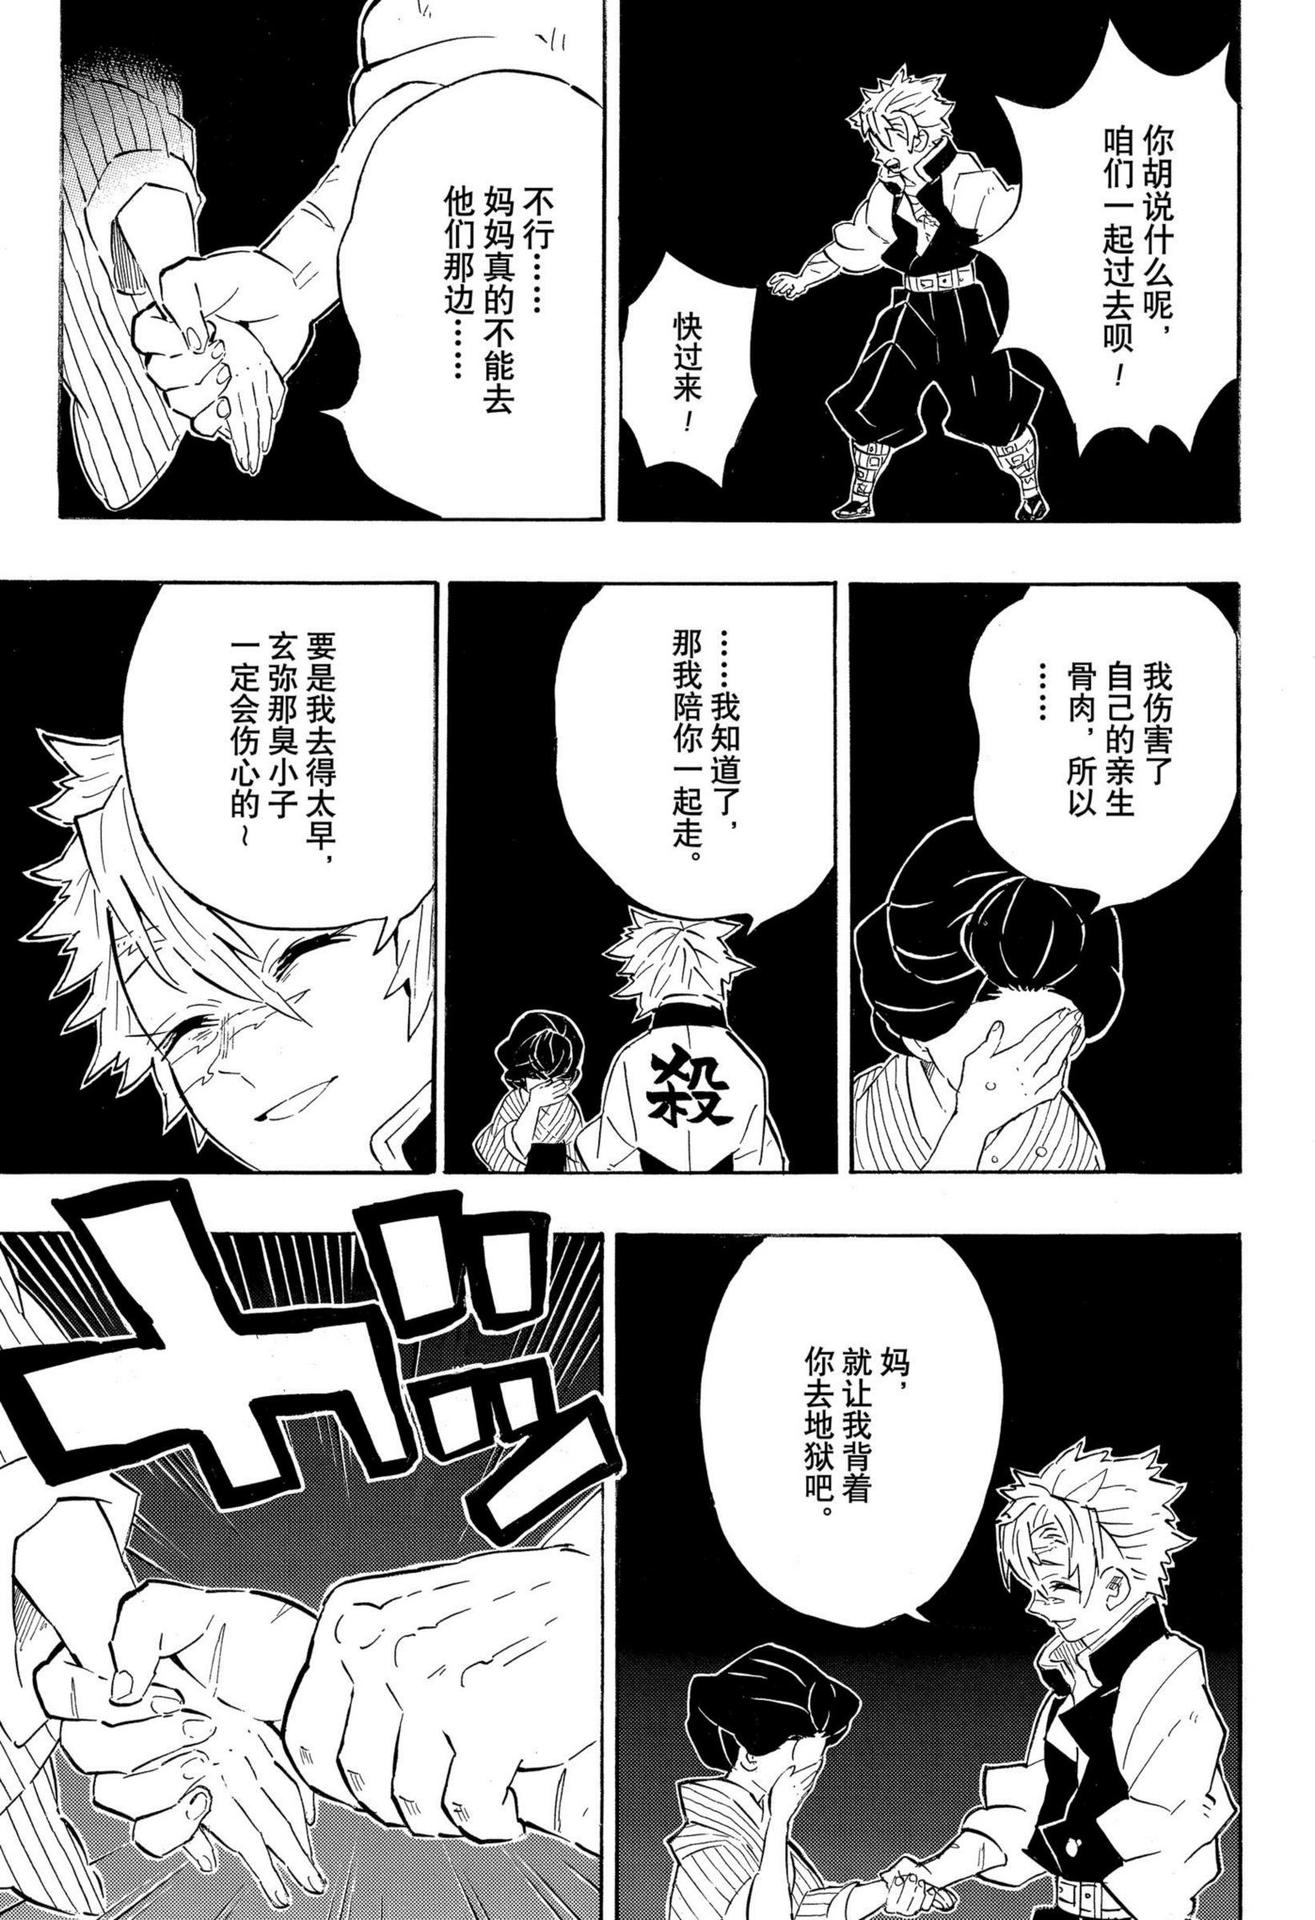 你胡说什么呢，
咱们一起过去呗！
快过来！
不行……
妈妈真的不能去
他们那边……
我伤害了
自己的亲生
骨肉，所以
……
……我知道了，
那我陪你一起走。
殺
要是我去得太早，
玄弥那臭小子
一定会伤心的~
妈，
就让我背着
你去地狱吧。
ガッ